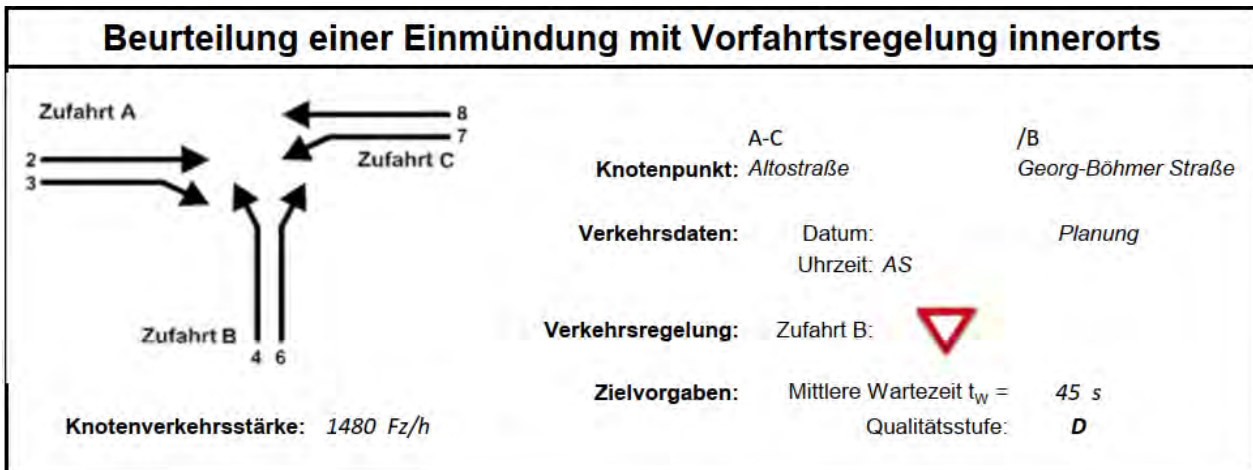 Beurteilung einer Einmündung mit Vorfahrtsregelung innerorts
Zufahrt A
8
7
Zufahrt C
2
3
Zufahrt B
4 6
Knotenverkehrsstärke: 1480 Fz/h
A-C /B
Knotenpunkt: Altostraße Georg-Böhmer Straße
Verkehrsdaten: Datum: Planung
Uhrzeit: AS
Verkehrsregelung: Zufahrt B:
Zielvorgaben: Mittlere Wartezeit tW = 45 s
Qualitätsstufe: D